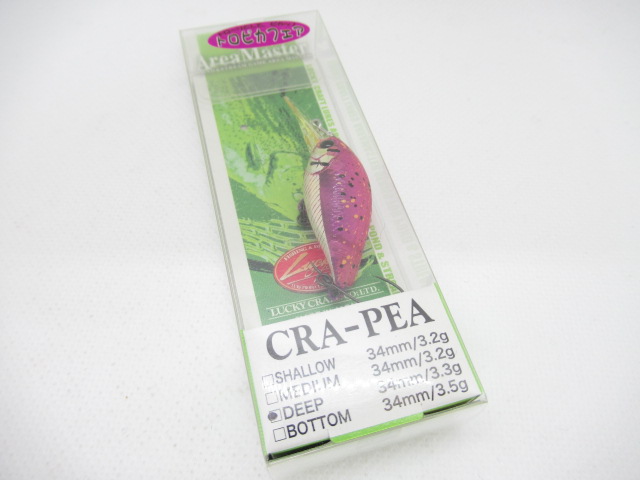 トロピカフェア
AreaMaster
LUCKY CRAFT CO.,LTD.
CRA-PEA
SHALLOW 34mm/3.2g
MEDIUM 34mm/3.2g
DEEP 34mm/3.3g
BOTTOM 34mm/3.5g